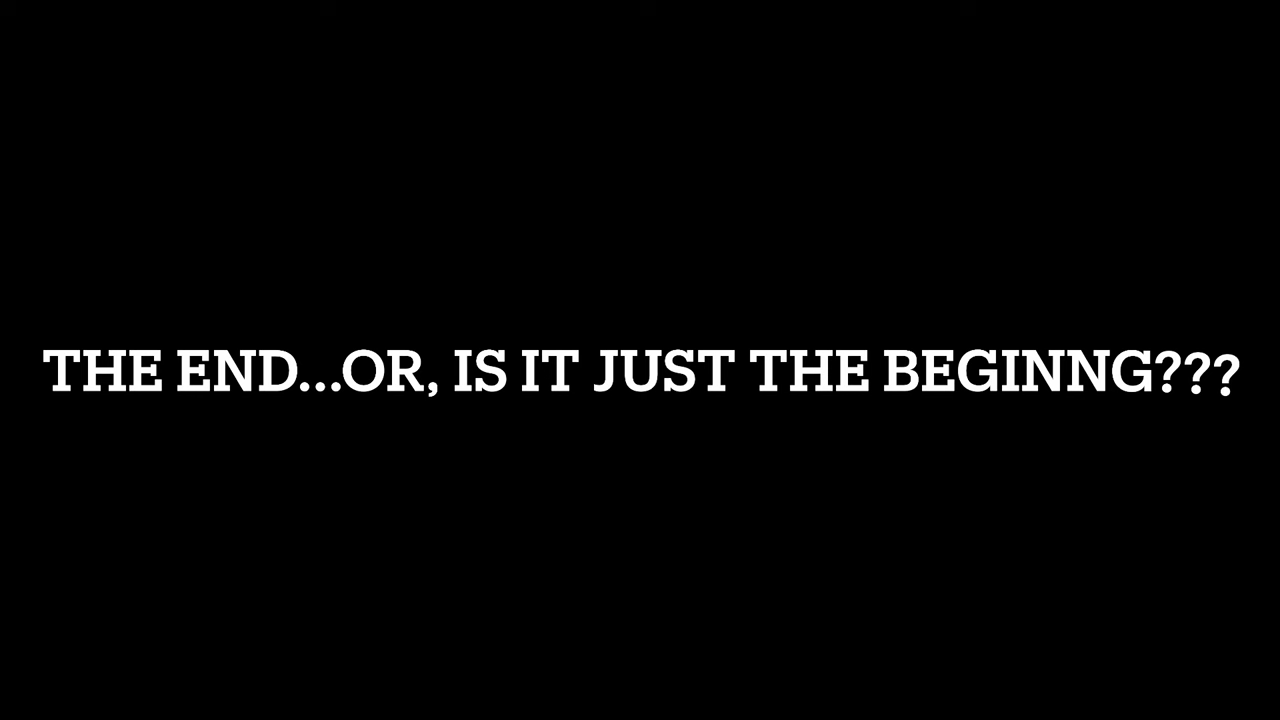 THE END...OR, IS IT JUST THE BEGINNG???